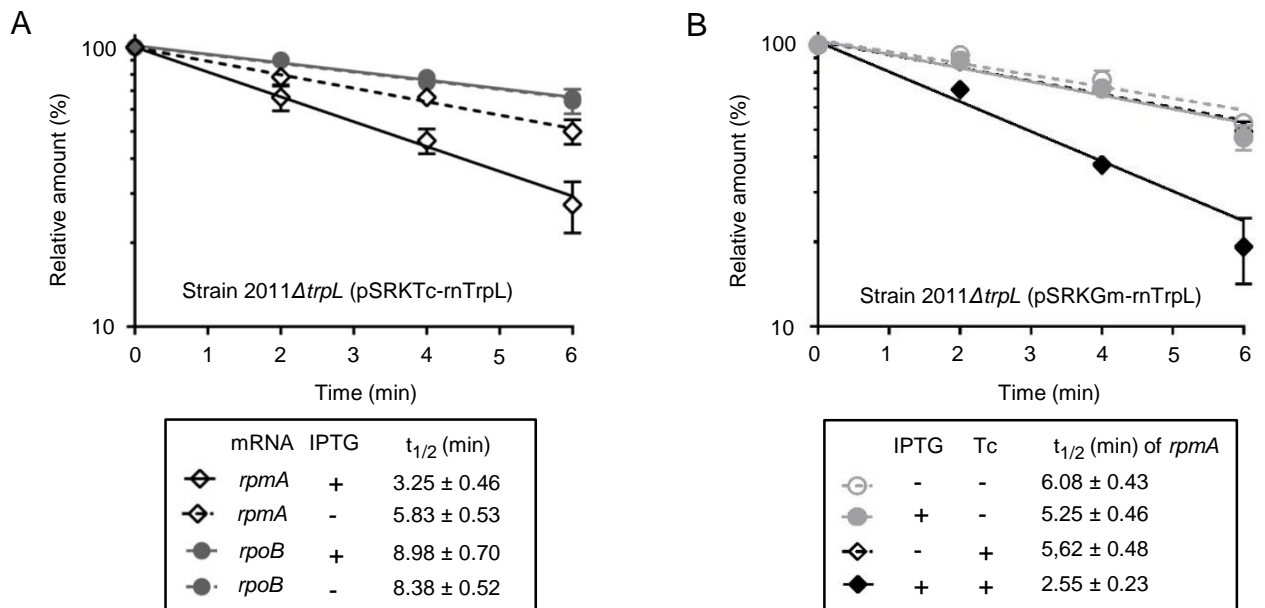 A
100
10
Relative amount (%)
Strain 2011ΔtrpL (pSRKTc-rnTrpL)
0 1 2 3 4 5 6
Time (min)
mRNA IPTG t1/2 (min)
rpmA + 3.25 ± 0.46
rpmA - 5.83 ± 0.53
rpoB + 8.98 ± 0.70
rpoB - 8.38 ± 0.52
B
100
10
Relative amount (%)
Strain 2011ΔtrpL (pSRKGm-rnTrpL)
0 1 2 3 4 5 6
Time (min)
IPTG Tc t1/2 (min) of rpmA
- - 6.08 ± 0.43
+ - 5.25 ± 0.46
- + 5,62 ± 0.48
+ + 2.55 ± 0.23